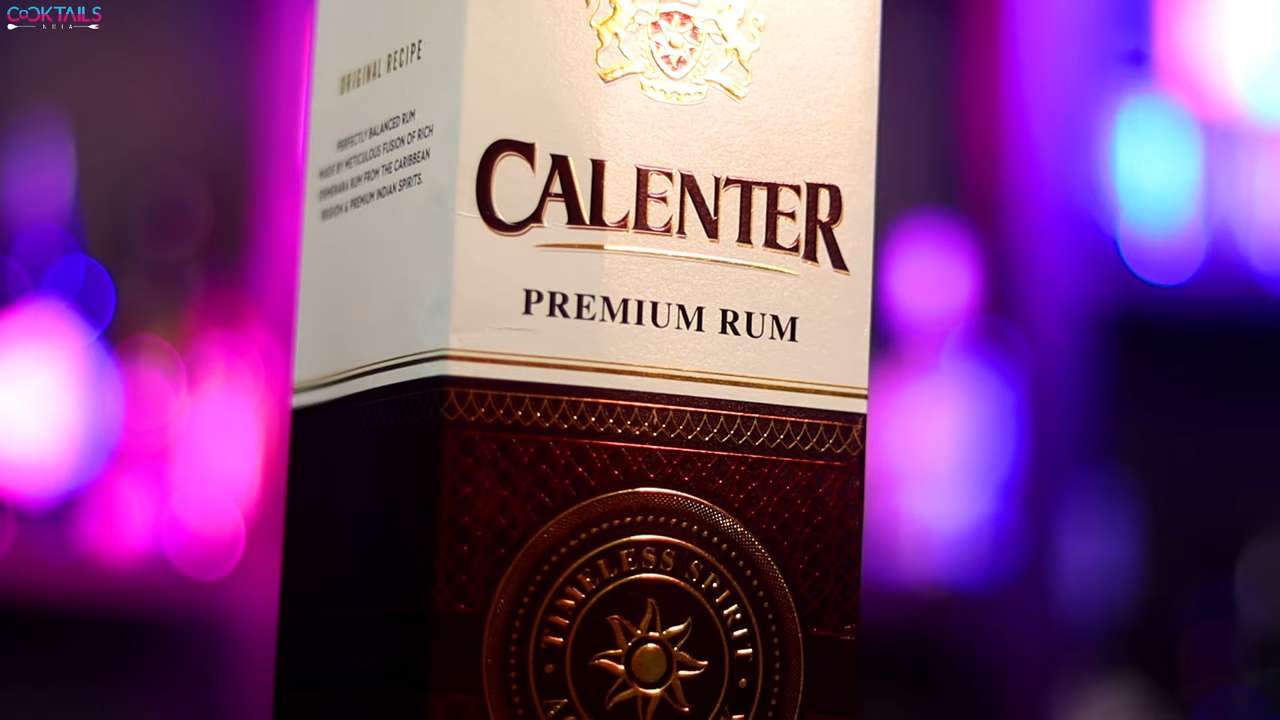 COCKTAILS
INDIA
ORIGINAL RECIPE
PERFECTLY BALANCED RUM
MADE BY METICULOUS FUSION OF RICH
DEMERARA RUM FROM THE CARIBBEAN
REGION & PREMIUM INDIAN SPIRITS.
CALENTER
PREMIUM RUM
• TIMELESS SPIRIT •